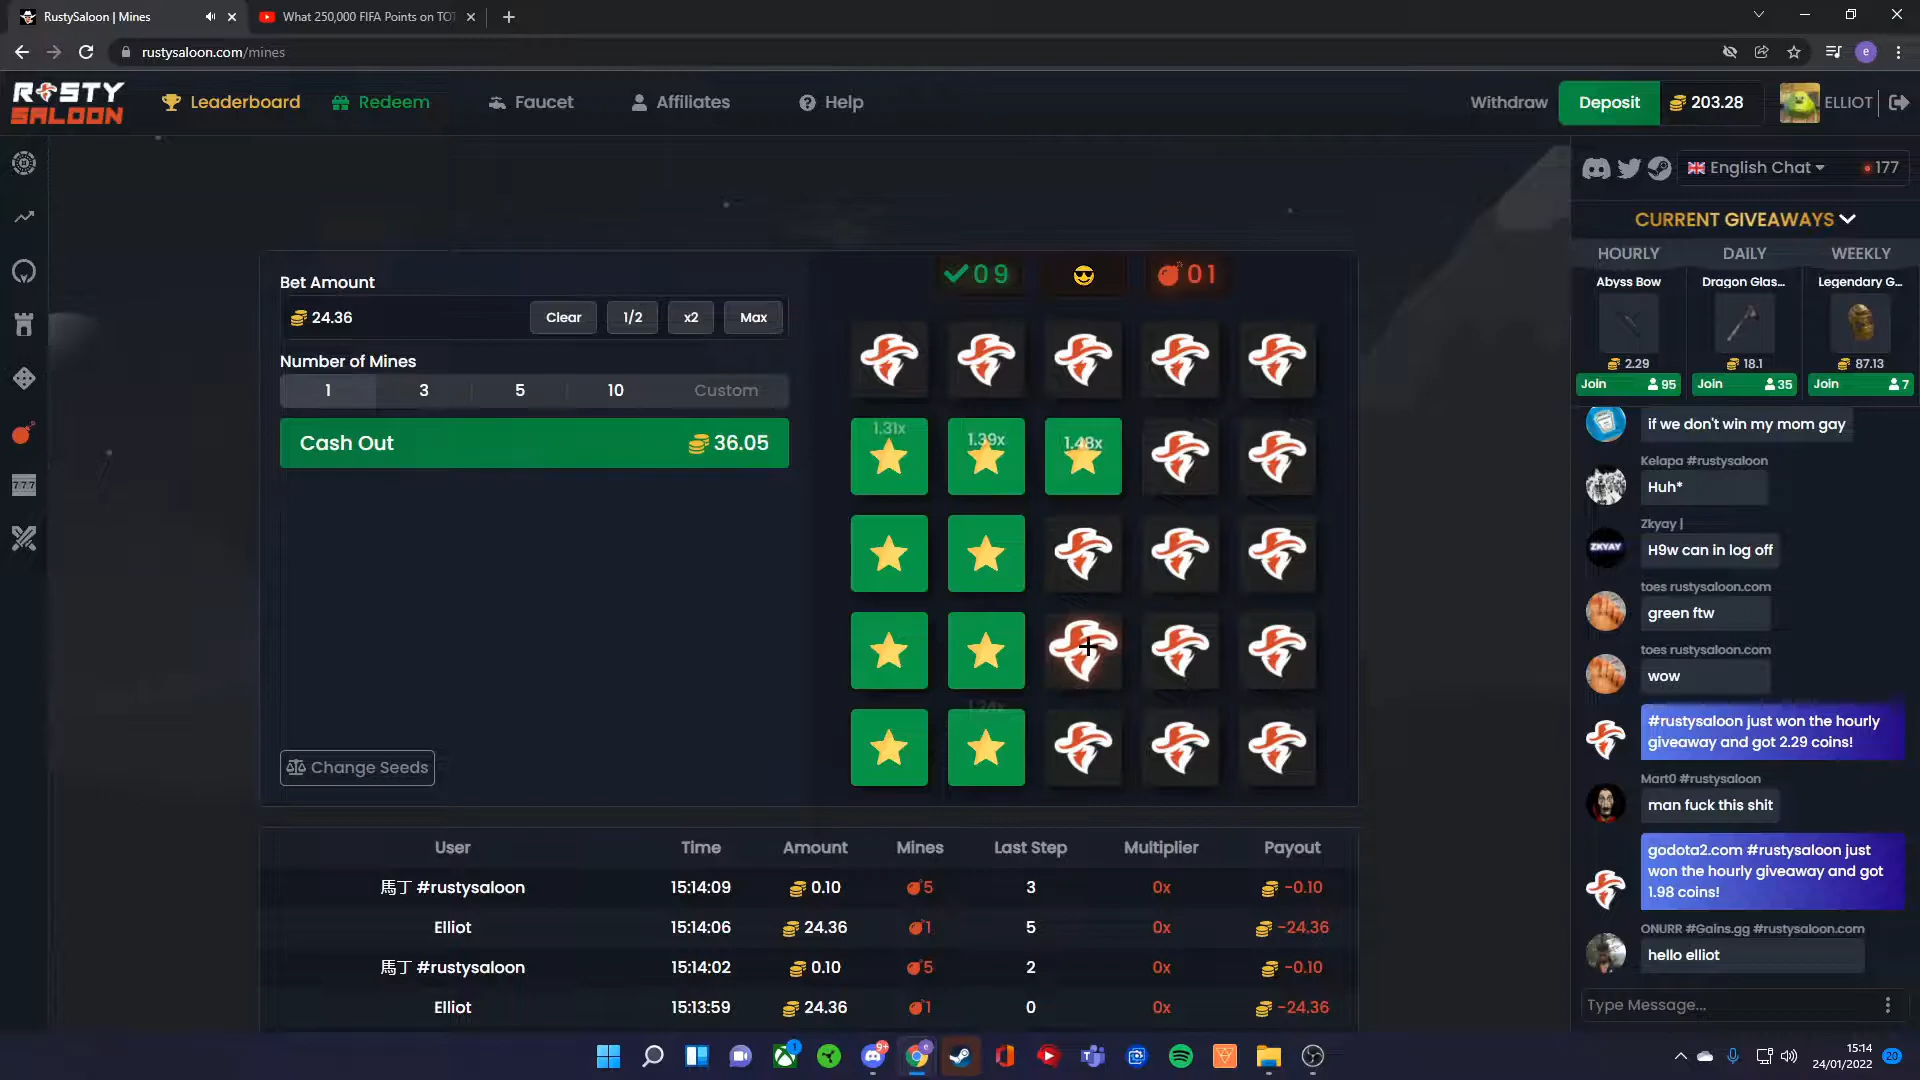 RustySaloon | Mines
What 250,000 FIFA Points on TOT
rustysaloon.com/mines
e
RUSTY
SALOON
Leaderboard
Redeem
Faucet
Affiliates
Help
Withdraw
Deposit
203.28
ELLIOT
English Chat
177
CURRENT GIVEAWAYS
HOURLY
DAILY
WEEKLY
Abyss Bow
Dragon Glas...
Legendary G...
2.29
18.1
87.13
Join 95
Join 35
Join 7
Bet Amount
24.36
Clear
1/2
x2
Max
Number of Mines
1
3
5
10
Custom
Cash Out
36.05
Change Seeds
09
01
1.31x
1.39x
1.48x
1.24x
777
if we don't win my mom gay
Kelapa #rustysaloon
Huh*
Zkyay |
ZKYAY
H9w can in log off
toes rustysaloon.com
green ftw
toes rustysaloon.com
wow
#rustysaloon just won the hourly
giveaway and got 2.29 coins!
Mart0 #rustysaloon
man fuck this shit
godota2.com #rustysaloon just
won the hourly giveaway and got
1.98 coins!
ONURR #Gains.gg #rustysaloon.com
hello elliot
Type Message...
User Time Amount Mines Last Step Multiplier Payout
馬丁 #rustysaloon 15:14:09 0.10 5 3 0x -0.10
Elliot 15:14:06 24.36 1 5 0x -24.36
馬丁 #rustysaloon 15:14:02 0.10 5 2 0x -0.10
Elliot 15:13:59 24.36 1 0 0x -24.36
1
9+
e
15:14
24/01/2022
20